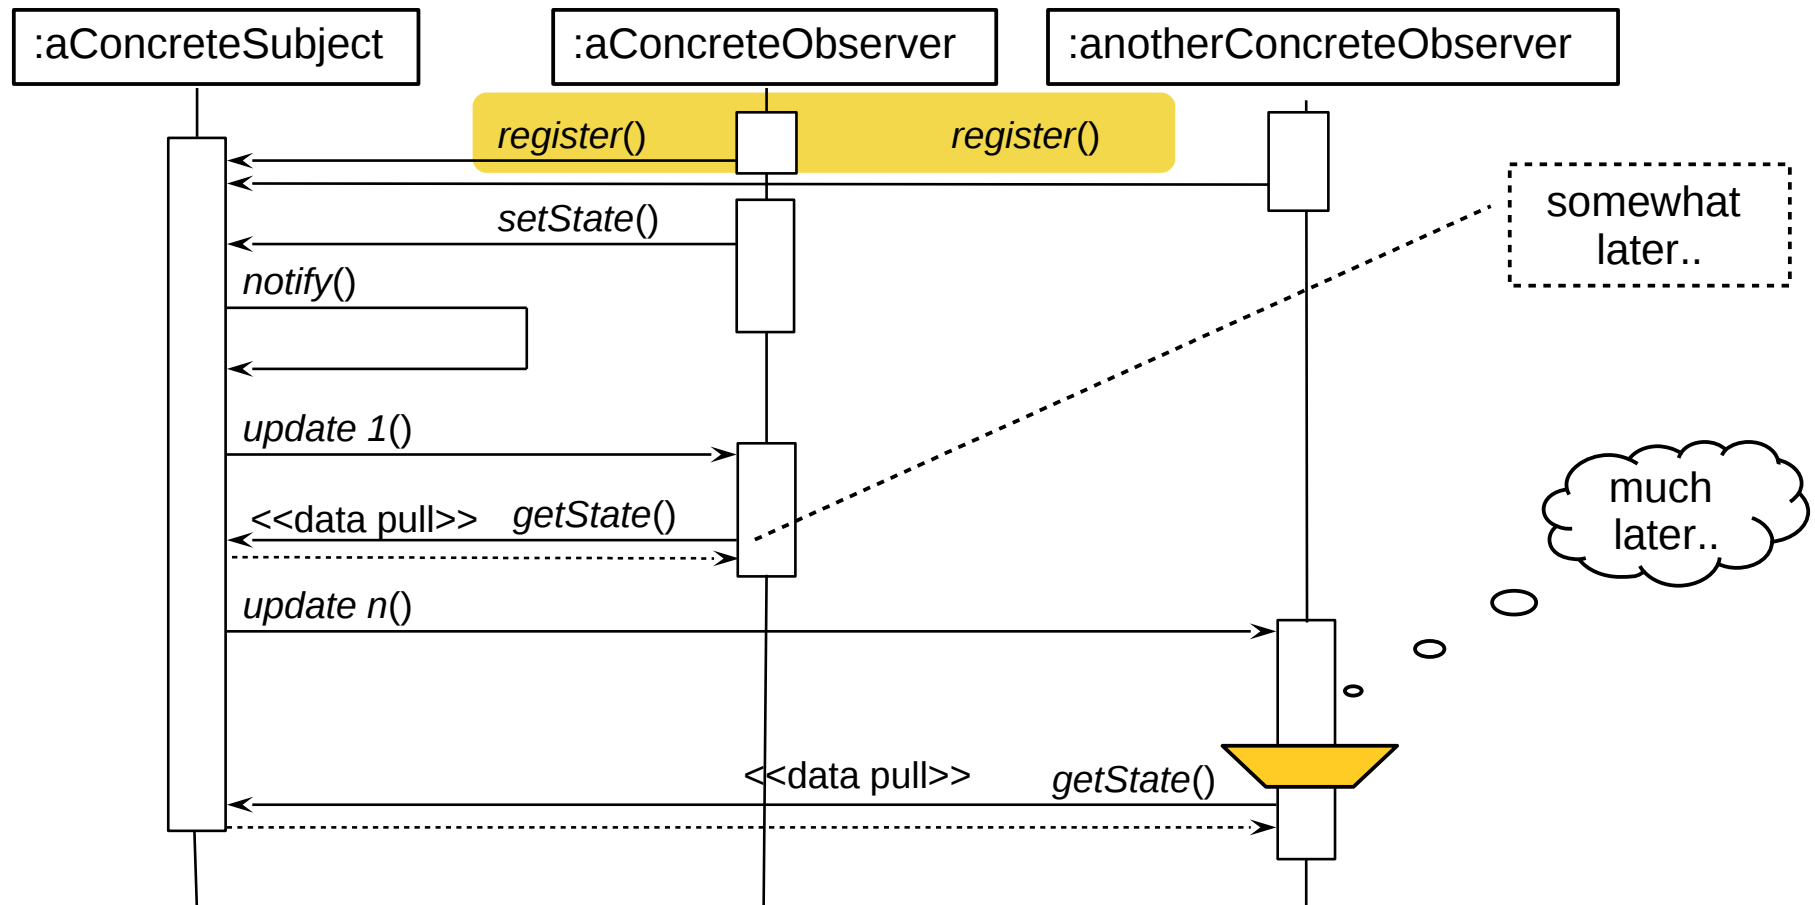 :aConcreteSubject
:aConcreteObserver
:anotherConcreteObserver
register()
register()
somewhat
later..
setState()
notify()
update 1()
much
later..
<<data pull>>
getState()
update n()
<<data pull>>
getState()